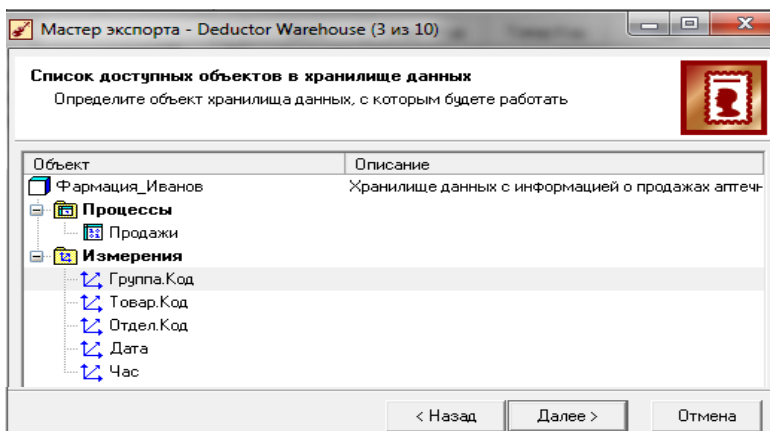 Мастер экспорта - Deductor Warehouse (3 из 10)
Список доступных объектов в хранилище данных
Определите объект хранилища данных, с которым будете работать
Объект Описание
Фармация_Иванов Хранилище данных с информацией о продажах аптечн
Процессы
Продажи
Измерения
Группа.Код
Товар.Код
Отдел.Код
Дата
Час
< Назад Далее > Отмена